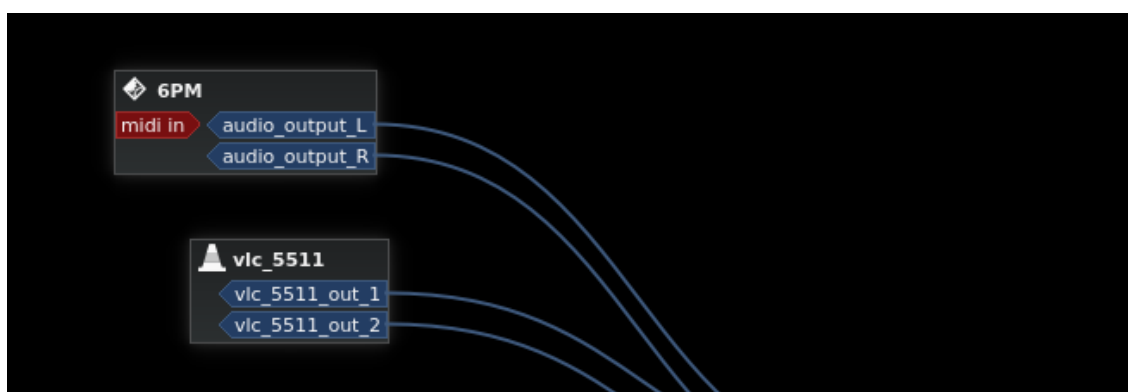 6PM
midi in audio_output_L
audio_output_R
vlc_5511
vlc_5511_out_1
vlc_5511_out_2